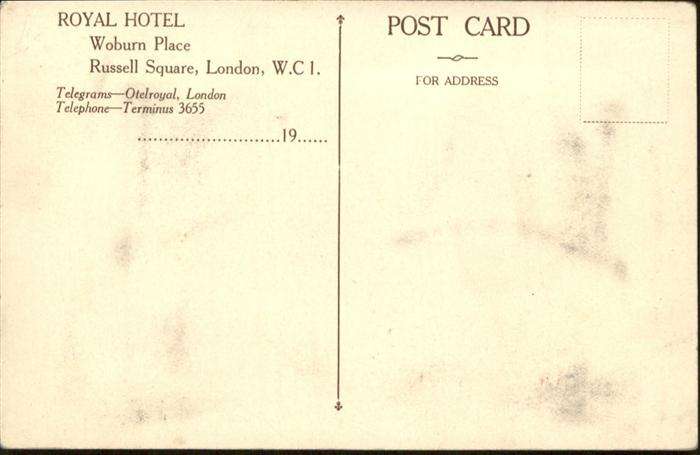 ROYAL HOTEL
Woburn Place
Russell Square, London, W.C 1.
Telegrams—Otelroyal, London
Telephone—Terminus 3655
............................19......
POST CARD
FOR ADDRESS